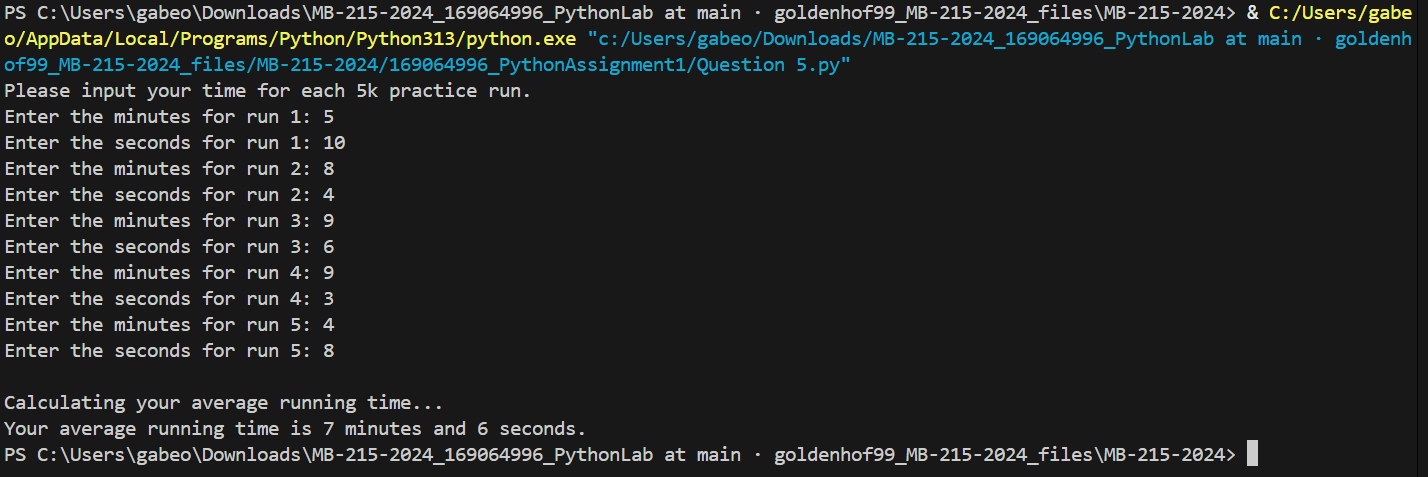 PS C:\Users\gabeo\Downloads\MB-215-2024_169064996_PythonLab at main · goldenhof99_MB-215-2024_files\MB-215-2024> & C:/Users/gabe
o/AppData/Local/Programs/Python/Python313/python.exe "c:/Users/gabeo/Downloads/MB-215-2024_169064996_PythonLab at main · goldenh
of99_MB-215-2024_files/MB-215-2024/169064996_PythonAssignment1/Question 5.py"
Please input your time for each 5k practice run.
Enter the minutes for run 1: 5
Enter the seconds for run 1: 10
Enter the minutes for run 2: 8
Enter the seconds for run 2: 4
Enter the minutes for run 3: 9
Enter the seconds for run 3: 6
Enter the minutes for run 4: 9
Enter the seconds for run 4: 3
Enter the minutes for run 5: 4
Enter the seconds for run 5: 8
Calculating your average running time...
Your average running time is 7 minutes and 6 seconds.
PS C:\Users\gabeo\Downloads\MB-215-2024_169064996_PythonLab at main · goldenhof99_MB-215-2024_files\MB-215-2024>